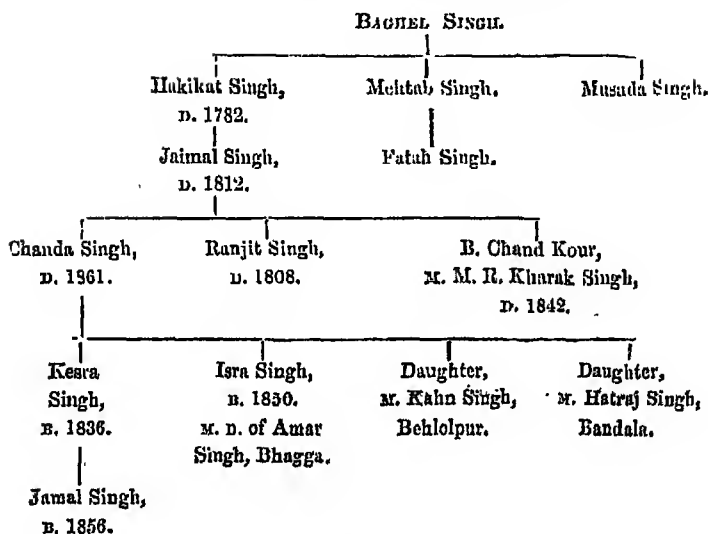 BAGHEL SINGH.
Hakikat Singh, Mehtab Singh. Musada Singh.
D. 1782.
Jaimal Singh, Fatah Singh.
D. 1812.
Chanda Singh, Ranjit Singh, B. Chand Kour,
D. 1861. D. 1808. M. M. R. Kharak Singh,
D. 1842.
Kesra Isra Singh, Daughter, Daughter,
Singh, B. 1850. M. Kahn Singh, M. Hatraj Singh,
B. 1836. M. D. of Amar Behlolpur. Bandala.
Singh, Bhagga.
Jamal Singh,
B. 1856.